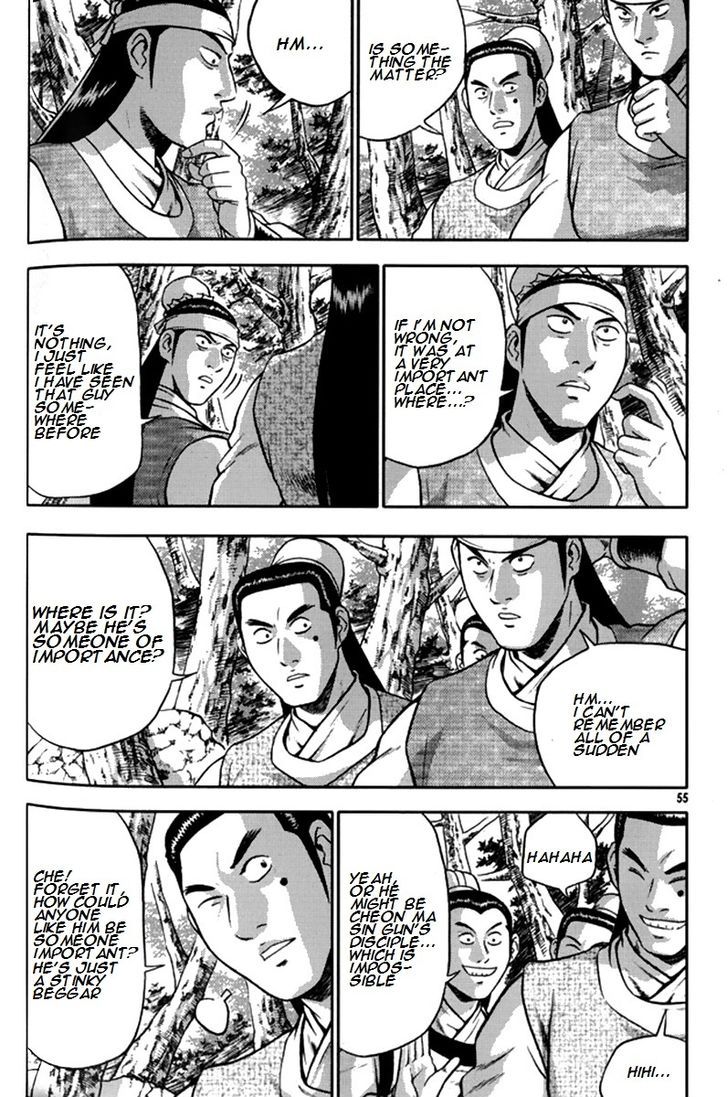 HM...
IS SOME-
THING THE
MATTER?
IT'S
NOTHING,
I JUST
FEEL LIKE
I HAVE SEEN
THAT GUY
SOME-
WHERE
BEFORE
IF I'M NOT
WRONG,
IT WAS AT
A VERY
IMPORTANT
PLACE...
WHERE...?
WHERE IS IT?
MAYBE HE'S
SOMEONE OF
IMPORTANCE?
HM...
I CAN'T
REMEMBER
ALL OF A
SUDDEN
55
CHE!
FORGET IT,
HOW COULD
ANYONE
LIKE HIM BE
SOMEONE
IMPORTANT?
HE'S JUST
A STINKY
BEGGAR
YEAH,
OR HE
MIGHT BE
CHEON MA
SIN GUN'S
DISCIPLE...
WHICH IS
IMPOS-
SIBLE
HAHAHA
HIHI...